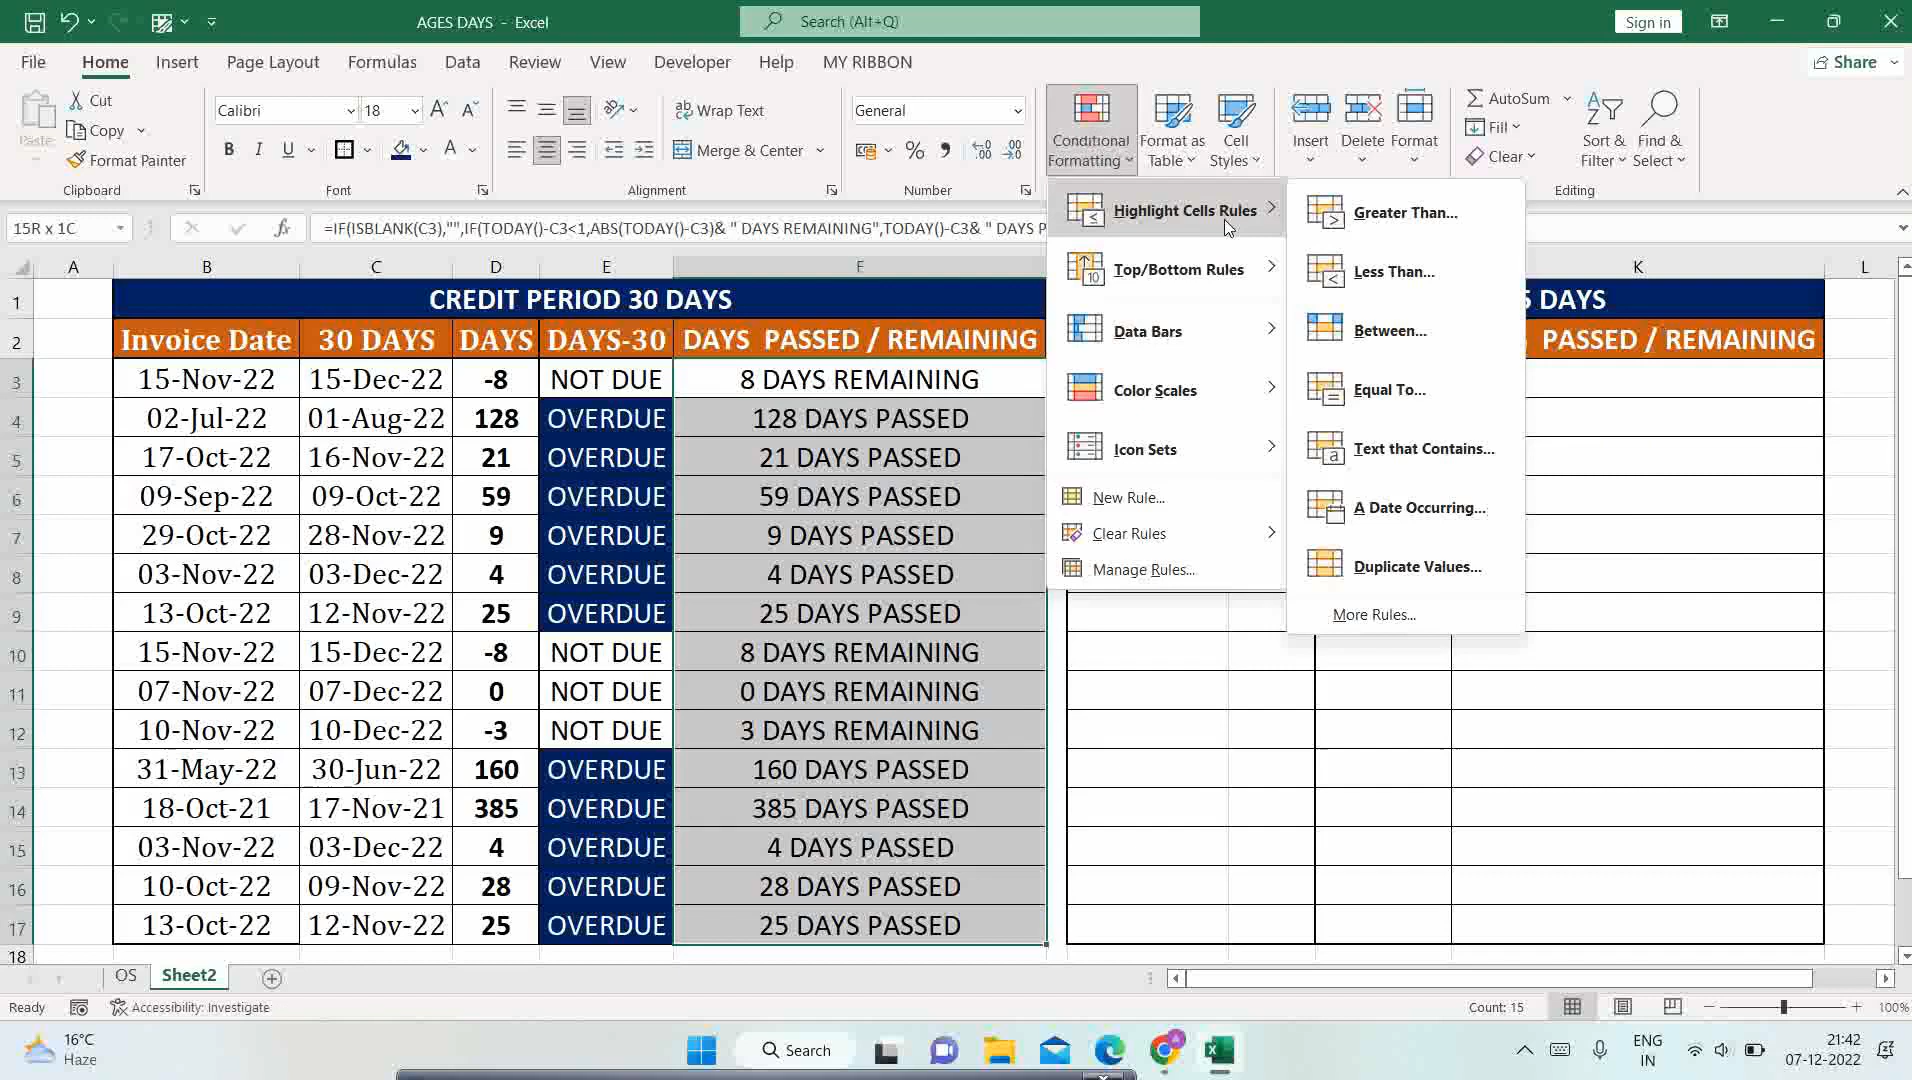 AGES DAYS - Excel
Search (Alt+Q)
Sign in
File Home Insert Page Layout Formulas Data Review View Developer Help MY RIBBON
Share
Paste
Cut
Copy
Format Painter
Clipboard
Calibri 18
B I U
Font
Wrap Text
Merge & Center
Alignment
General
Number
Conditional Formatting
Format as Table
Cell Styles
Insert Delete Format
AutoSum
Fill
Clear
Sort & Filter
Find & Select
Editing
15R x 1C
=IF(ISBLANK(C3),"",IF(TODAY()-C3<1,ABS(TODAY()-C3)& " DAYS REMAINING",TODAY()-C3& " DAYS P
Highlight Cells Rules
Top/Bottom Rules
Data Bars
Color Scales
Icon Sets
New Rule...
Clear Rules
Manage Rules...
Greater Than...
Less Than...
Between...
Equal To...
Text that Contains...
A Date Occurring...
Duplicate Values...
More Rules...
A B C D E F K L
1 CREDIT PERIOD 30 DAYS 5 DAYS
2 Invoice Date 30 DAYS DAYS DAYS-30 DAYS PASSED / REMAINING PASSED / REMAINING
3 15-Nov-22 15-Dec-22 -8 NOT DUE 8 DAYS REMAINING
4 02-Jul-22 01-Aug-22 128 OVERDUE 128 DAYS PASSED
5 17-Oct-22 16-Nov-22 21 OVERDUE 21 DAYS PASSED
6 09-Sep-22 09-Oct-22 59 OVERDUE 59 DAYS PASSED
7 29-Oct-22 28-Nov-22 9 OVERDUE 9 DAYS PASSED
8 03-Nov-22 03-Dec-22 4 OVERDUE 4 DAYS PASSED
9 13-Oct-22 12-Nov-22 25 OVERDUE 25 DAYS PASSED
10 15-Nov-22 15-Dec-22 -8 NOT DUE 8 DAYS REMAINING
11 07-Nov-22 07-Dec-22 0 NOT DUE 0 DAYS REMAINING
12 10-Nov-22 10-Dec-22 -3 NOT DUE 3 DAYS REMAINING
13 31-May-22 30-Jun-22 160 OVERDUE 160 DAYS PASSED
14 18-Oct-21 17-Nov-21 385 OVERDUE 385 DAYS PASSED
15 03-Nov-22 03-Dec-22 4 OVERDUE 4 DAYS PASSED
16 10-Oct-22 09-Nov-22 28 OVERDUE 28 DAYS PASSED
17 13-Oct-22 12-Nov-22 25 OVERDUE 25 DAYS PASSED
18
OS Sheet2
Ready Accessibility: Investigate Count: 15 100%
16°C
Haze
Search
ENG
IN
21:42
07-12-2022